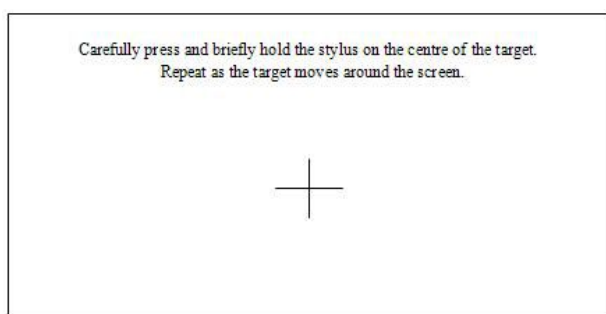 Carefully press and briefly hold the stylus on the centre of the target.
Repeat as the target moves around the screen.